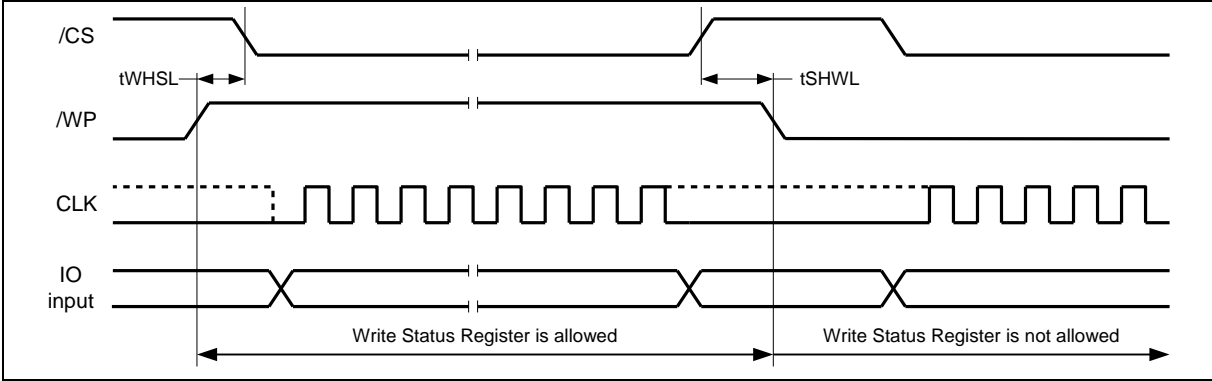 /CS
tWHSL
tSHWL
/WP
CLK
IO
input
Write Status Register is allowed
Write Status Register is not allowed